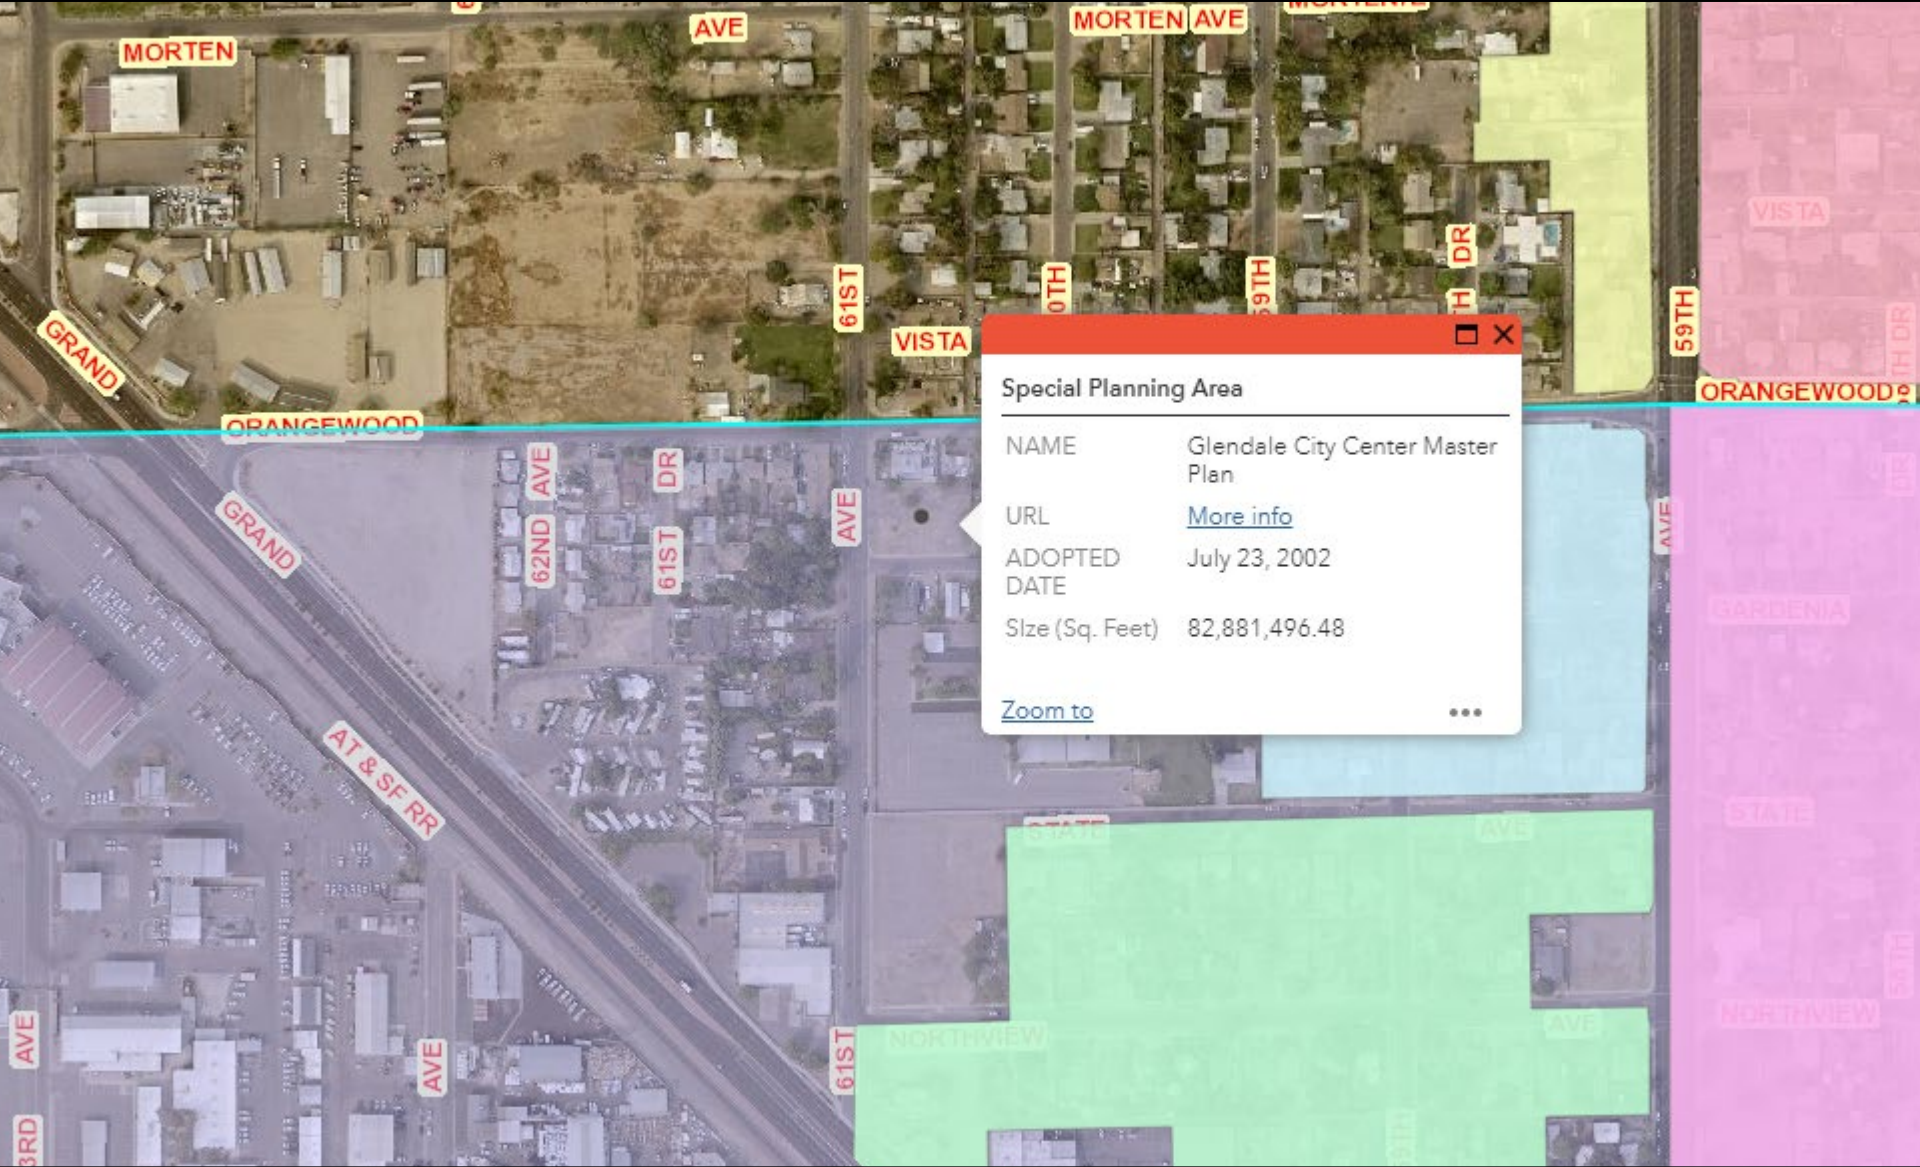 MORTEN
AVE
MORTEN AVE
VISTA
DR
61ST
59TH
GRAND
VISTA
ORANGEWOOD
ORANGEWOOD
Special Planning Area
NAME
Glendale City Center Master
Plan
URL
More info
ADOPTED
DATE
July 23, 2002
SIze (Sq. Feet)
82,881,496.48
Zoom to
AVE
DR
AVE
AVE
GRAND
62ND
61ST
GARDENIA
AT & SF RR
STATE
AVE
STATE
NORTHVIEW
AVE
NORTHVIEW
AVE
AVE
61ST